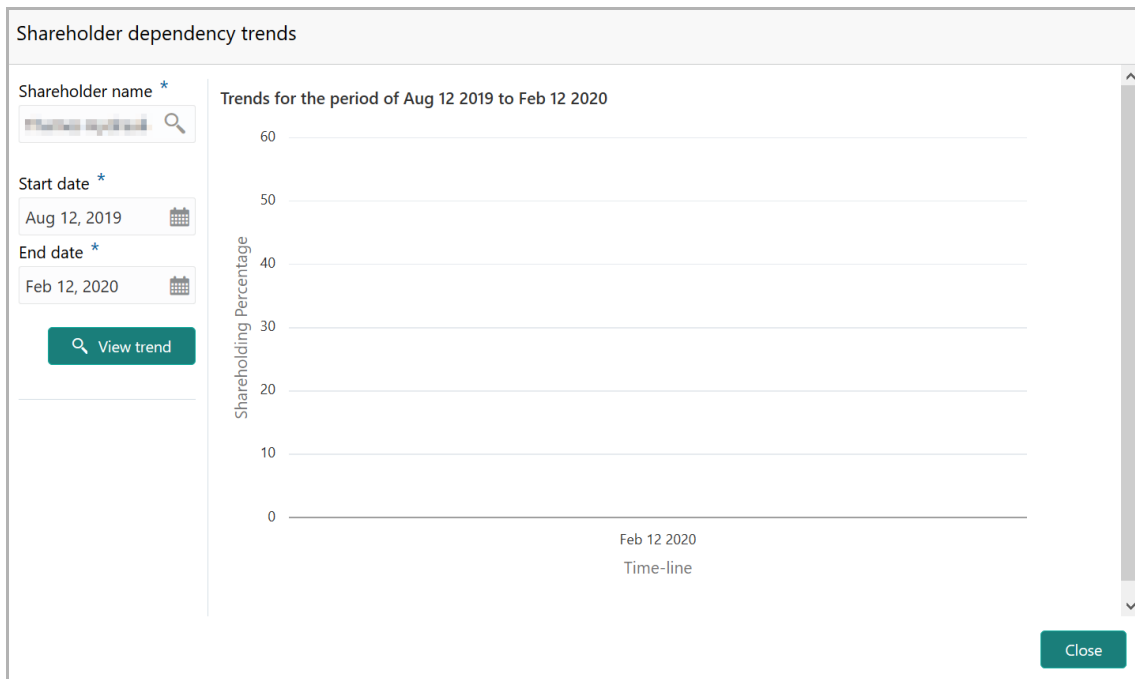 Shareholder dependency trends
Shareholder name *
Start date *
Aug 12, 2019
End date *
Feb 12, 2020
View trend
Trends for the period of Aug 12 2019 to Feb 12 2020
60
50
40
30
20
10
0
Shareholding Percentage
Feb 12 2020
Time-line
Close